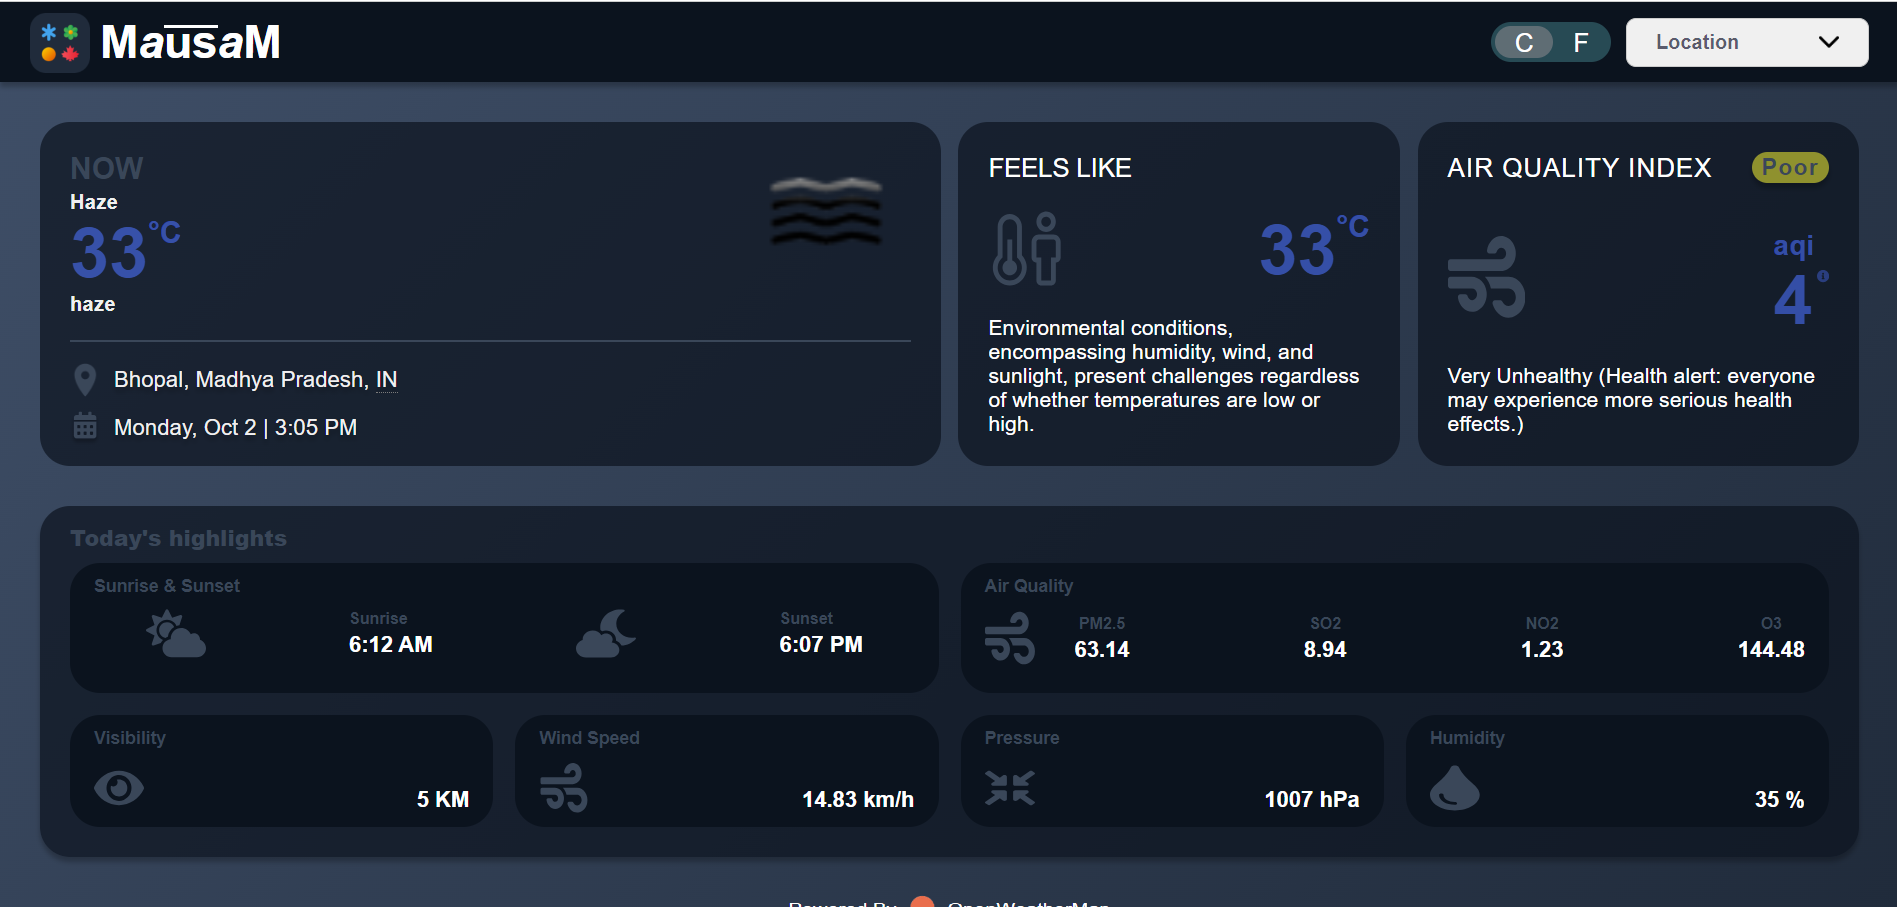 MausaM
C F
Location
NOW
Haze
33°C
haze
Bhopal, Madhya Pradesh, IN
Monday, Oct 2 | 3:05 PM
FEELS LIKE
33°C
Environmental conditions,
encompassing humidity, wind, and
sunlight, present challenges regardless
of whether temperatures are low or
high.
AIR QUALITY INDEX
Poor
aqi
4
Very Unhealthy (Health alert: everyone
may experience more serious health
effects.)
Today's highlights
Sunrise & Sunset
Sunrise
6:12 AM
Sunset
6:07 PM
Air Quality
PM2.5
63.14
SO2
8.94
NO2
1.23
O3
144.48
Visibility
5 KM
Wind Speed
14.83 km/h
Pressure
1007 hPa
Humidity
35 %
Powered By OpenWeatherMap